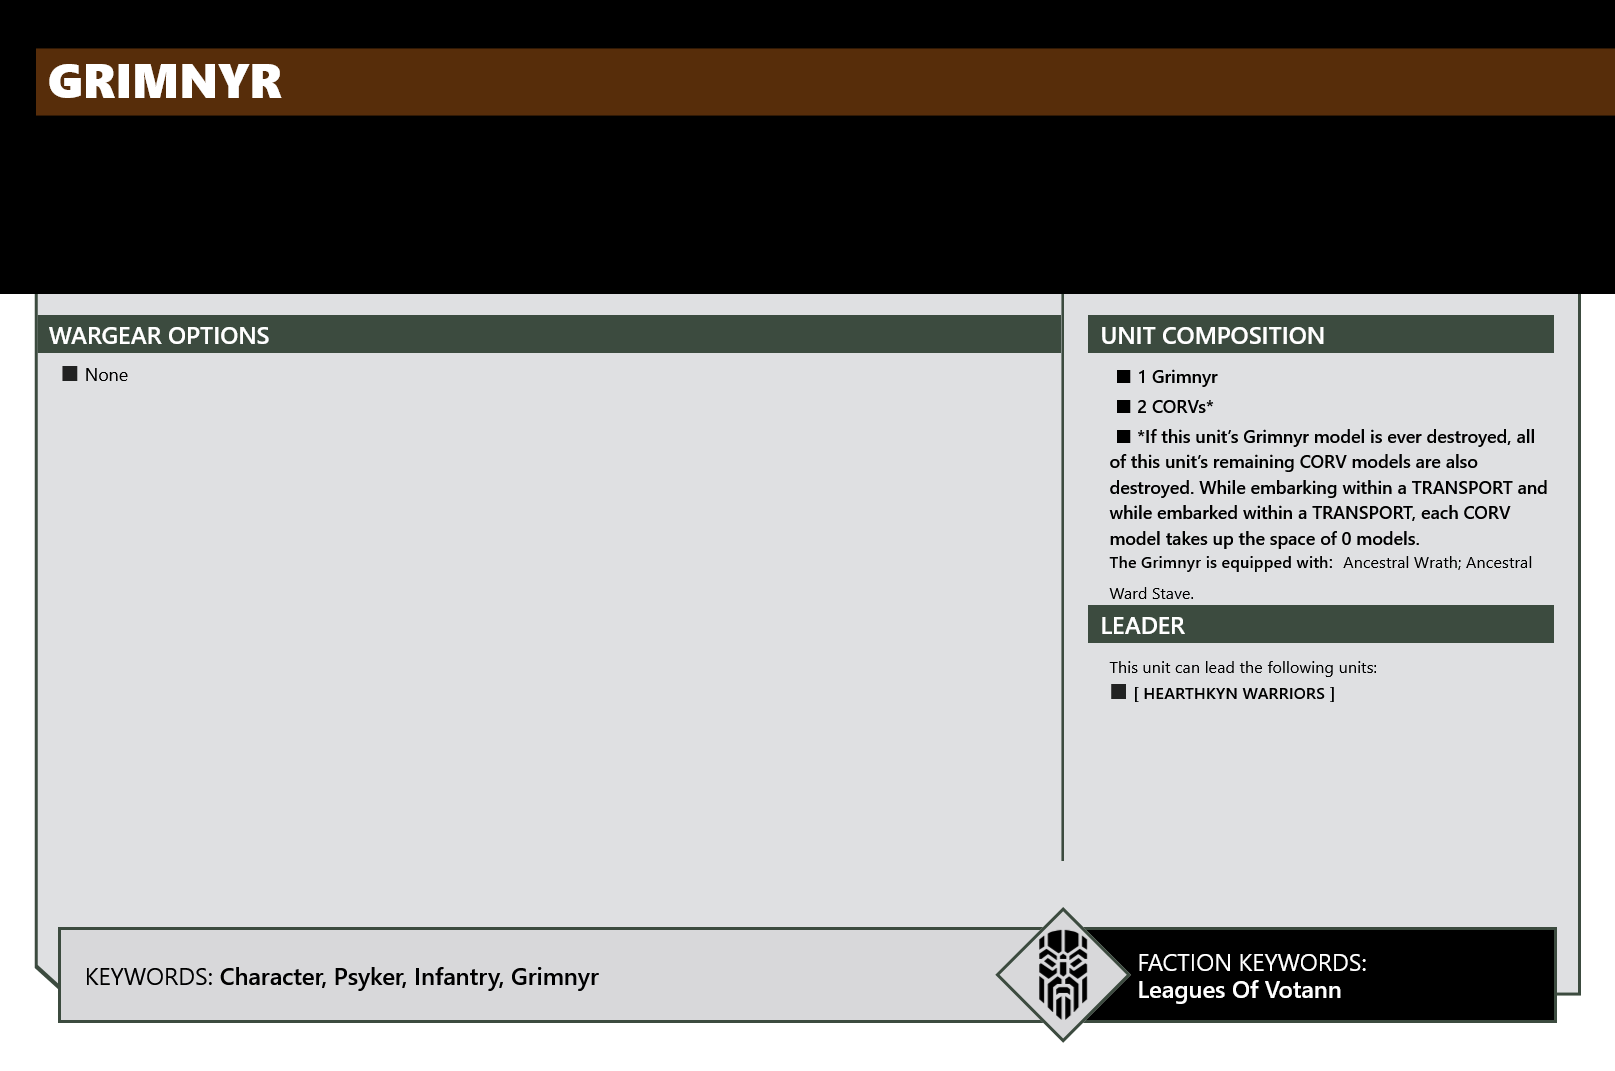 GRIMNYR
WARGEAR OPTIONS
None
UNIT COMPOSITION
1 Grimnyr
2 CORVs*
*If this unit's Grimnyr model is ever destroyed, all
of this unit's remaining CORV models are also
destroyed. While embarking within a TRANSPORT and
while embarked within a TRANSPORT, each CORV
model takes up the space of 0 models.
The Grimnyr is equipped with: Ancestral Wrath; Ancestral
Ward Stave.
LEADER
This unit can lead the following units:
[ HEARTHKYN WARRIORS ]
KEYWORDS: Character, Psyker, Infantry, Grimnyr
FACTION KEYWORDS:
Leagues Of Votann